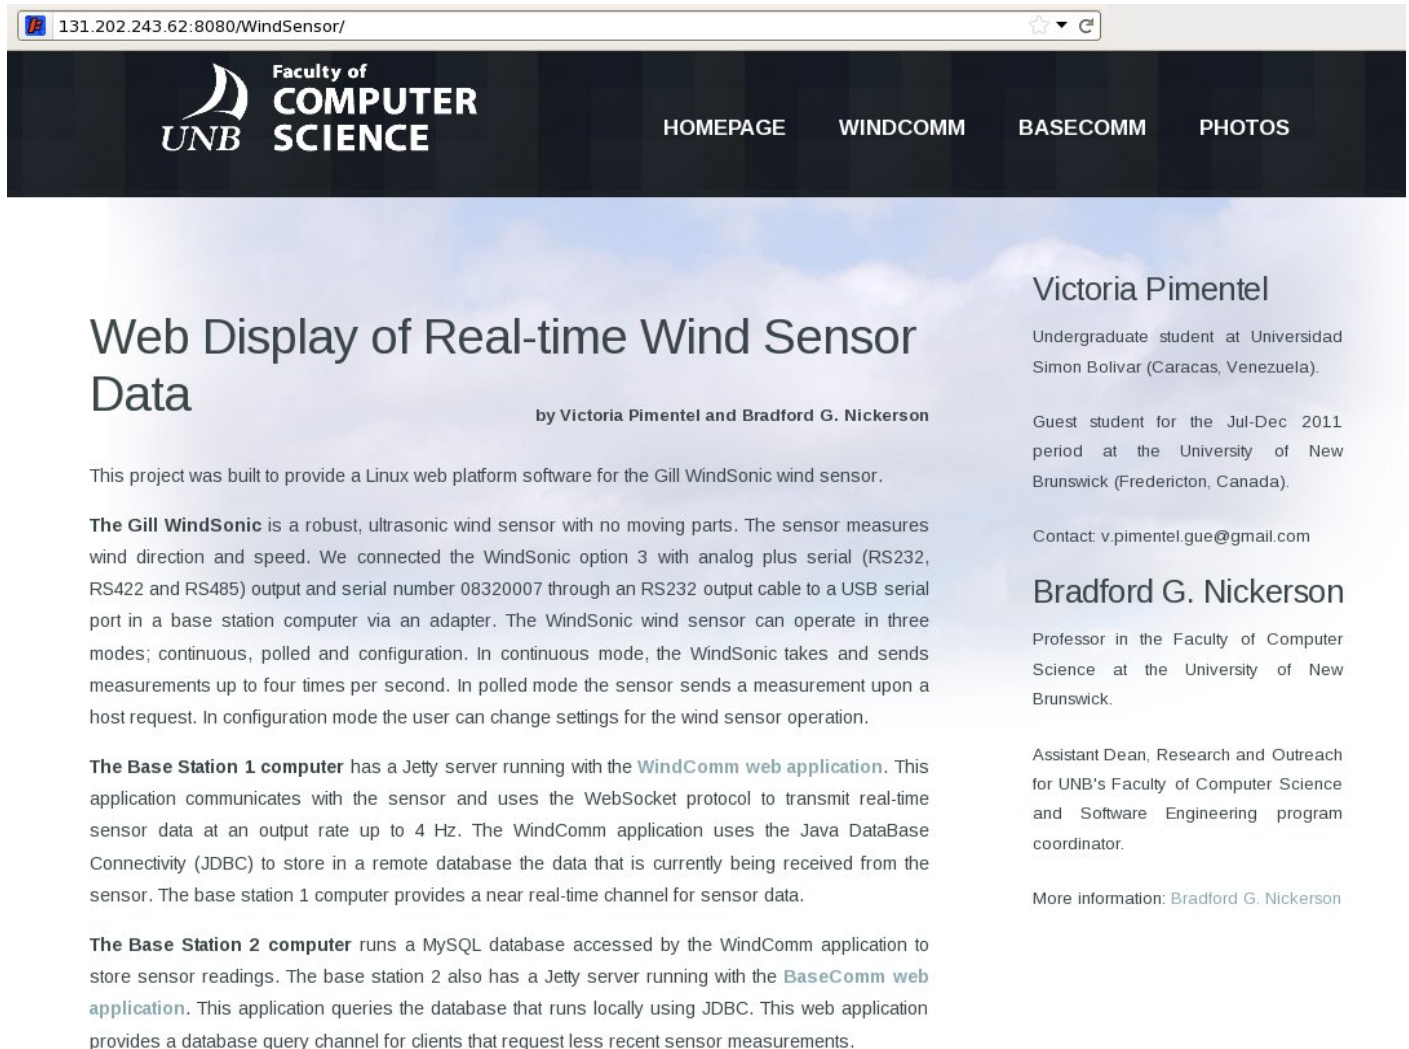 131.202.243.62:8080/WindSensor/
UNB
Faculty of
COMPUTER
SCIENCE
HOMEPAGE WINDCOMM BASECOMM PHOTOS
Web Display of Real-time Wind Sensor
Data
by Victoria Pimentel and Bradford G. Nickerson
This project was built to provide a Linux web platform software for the Gill WindSonic wind sensor.
The Gill WindSonic is a robust, ultrasonic wind sensor with no moving parts. The sensor measures
wind direction and speed. We connected the WindSonic option 3 with analog plus serial (RS232,
RS422 and RS485) output and serial number 08320007 through an RS232 output cable to a USB serial
port in a base station computer via an adapter. The WindSonic wind sensor can operate in three
modes; continuous, polled and configuration. In continuous mode, the WindSonic takes and sends
measurements up to four times per second. In polled mode the sensor sends a measurement upon a
host request. In configuration mode the user can change settings for the wind sensor operation.
The Base Station 1 computer has a Jetty server running with the WindComm web application. This
application communicates with the sensor and uses the WebSocket protocol to transmit real-time
sensor data at an output rate up to 4 Hz. The WindComm application uses the Java DataBase
Connectivity (JDBC) to store in a remote database the data that is currently being received from the
sensor. The base station 1 computer provides a near real-time channel for sensor data.
The Base Station 2 computer runs a MySQL database accessed by the WindComm application to
store sensor readings. The base station 2 also has a Jetty server running with the BaseComm web
application. This application queries the database that runs locally using JDBC. This web application
provides a database query channel for clients that request less recent sensor measurements.
Victoria Pimentel
Undergraduate student at Universidad
Simon Bolivar (Caracas, Venezuela).
Guest student for the Jul-Dec 2011
period at the University of New
Brunswick (Fredericton, Canada).
Contact: v.pimentel.gue@gmail.com
Bradford G. Nickerson
Professor in the Faculty of Computer
Science at the University of New
Brunswick.
Assistant Dean, Research and Outreach
for UNB's Faculty of Computer Science
and Software Engineering program
coordinator.
More information: Bradford G. Nickerson